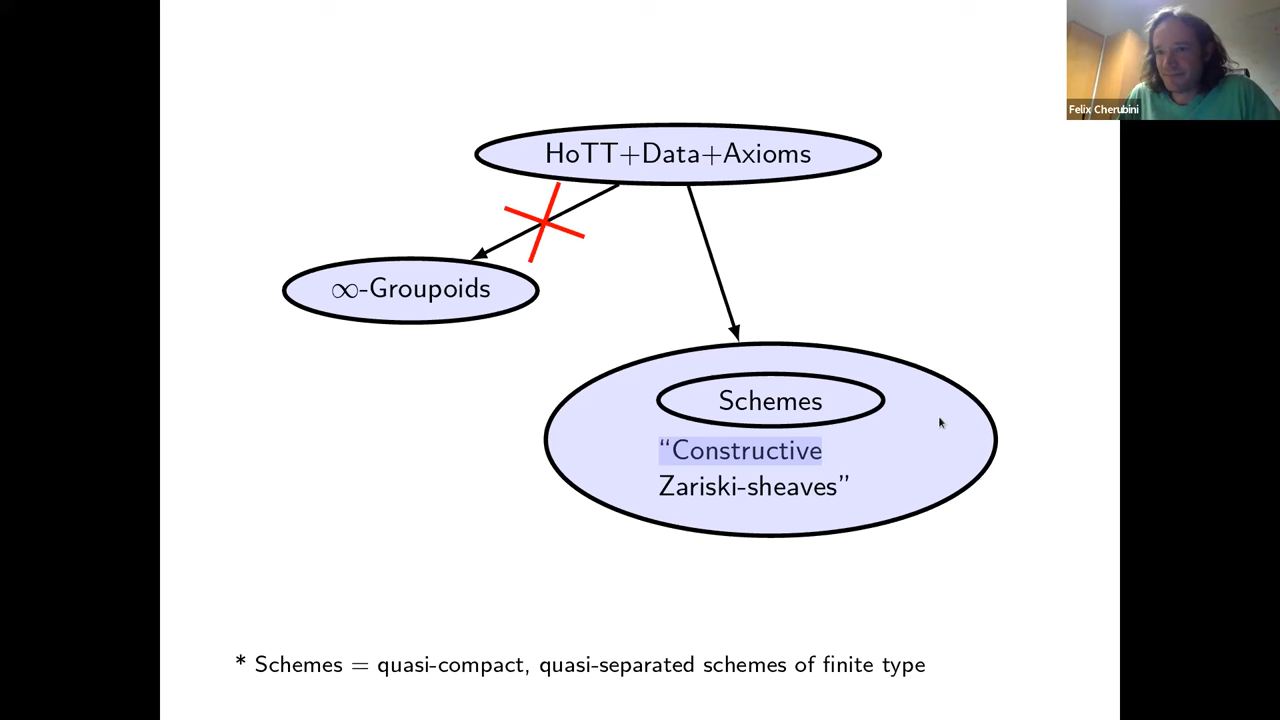 Felix Cherubini
HoTT+Data+Axioms
∞-Groupoids
Schemes
“Constructive
Zariski-sheaves”
* Schemes = quasi-compact, quasi-separated schemes of finite type